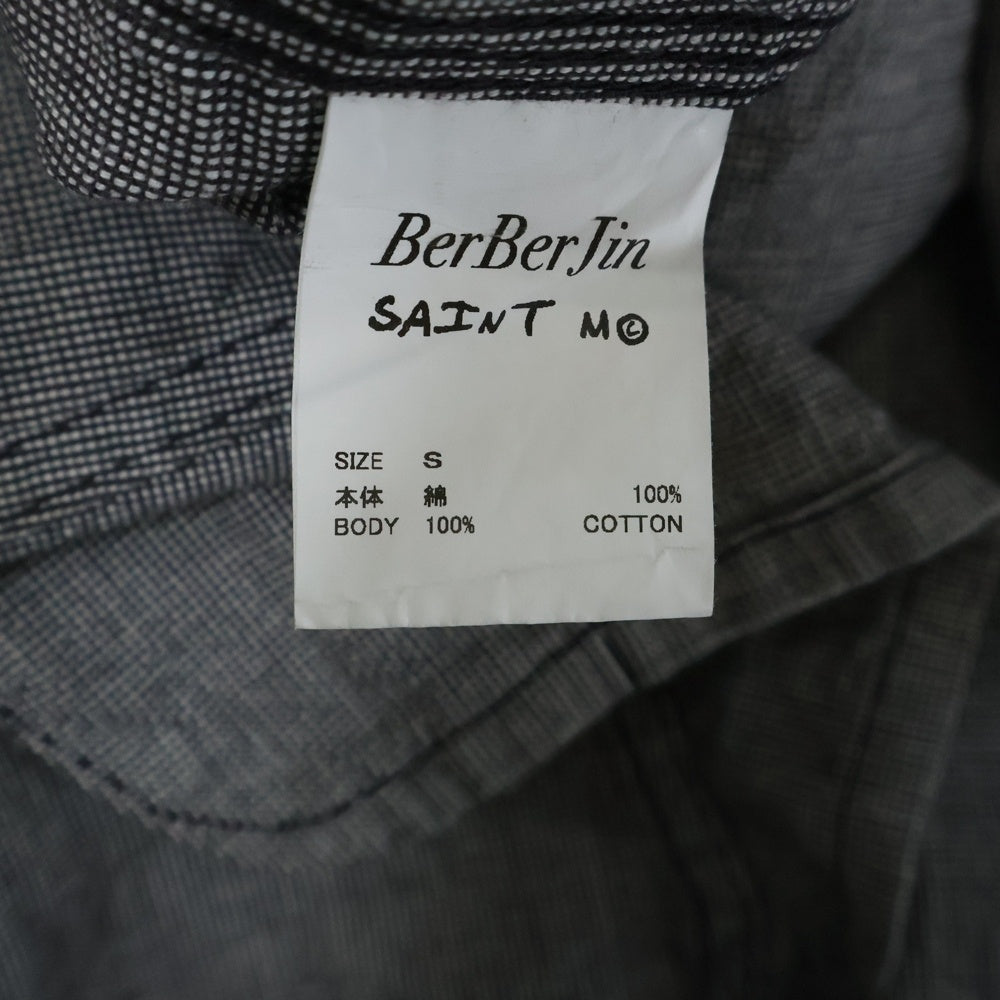 BerBerJin
SAINT M©
SIZE S
本体 綿 100%
BODY 100% COTTON